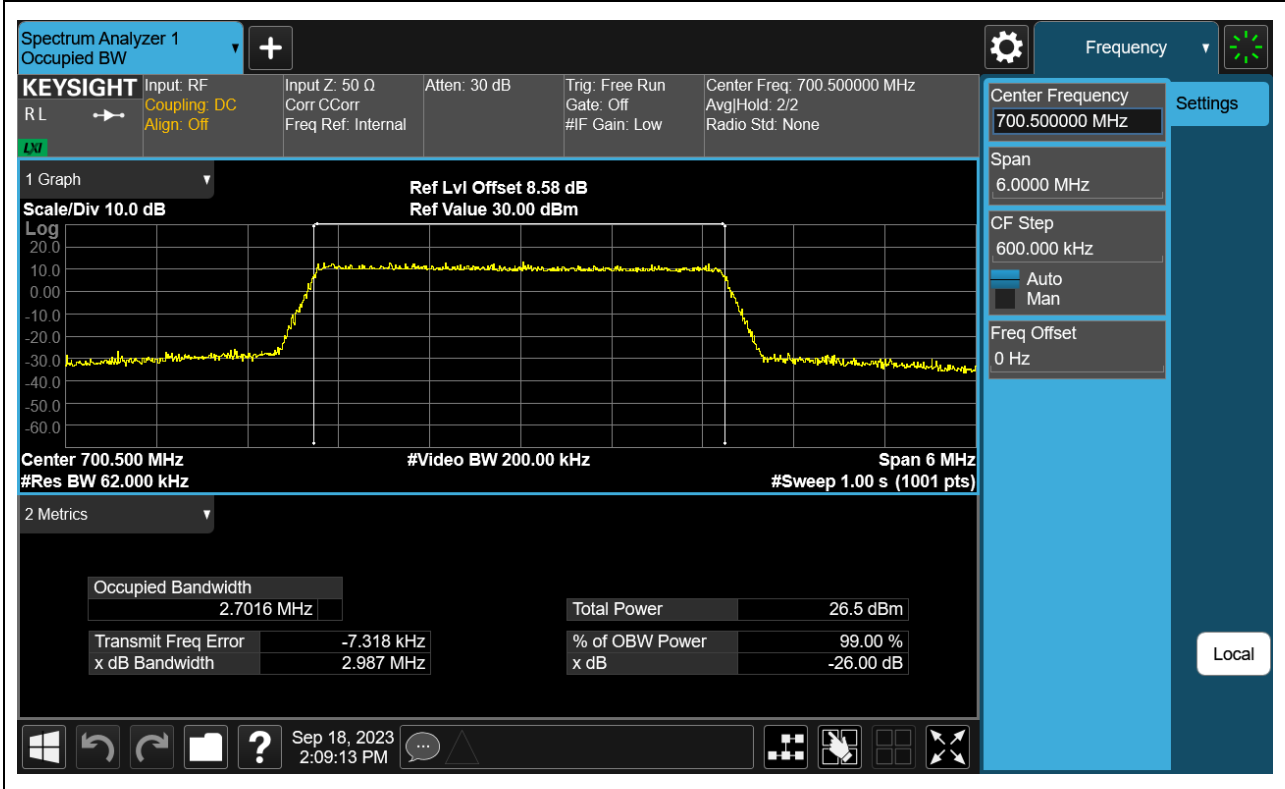 Spectrum Analyzer 1
Occupied BW
Frequency
KEYSIGHT
R L
LXI
Input: RF
Coupling: DC
Align: Off
Input Z: 50 Ω
Corr CCorr
Freq Ref: Internal
Atten: 30 dB
Trig: Free Run
Gate: Off
#IF Gain: Low
Center Freq: 700.500000 MHz
Avg|Hold: 2/2
Radio Std: None
Center Frequency
700.500000 MHz
Settings
Span
6.0000 MHz
CF Step
600.000 kHz
Auto
Man
Freq Offset
0 Hz
Local
1 Graph
Scale/Div 10.0 dB
Ref Lvl Offset 8.58 dB
Ref Value 30.00 dBm
Log
20.0
10.0
0.00
-10.0
-20.0
-30.0
-40.0
-50.0
-60.0
Center 700.500 MHz
#Video BW 200.00 kHz
Span 6 MHz
#Res BW 62.000 kHz
#Sweep 1.00 s (1001 pts)
2 Metrics
Occupied Bandwidth
2.7016 MHz
Total Power 26.5 dBm
Transmit Freq Error -7.318 kHz
% of OBW Power 99.00 %
x dB Bandwidth 2.987 MHz
x dB -26.00 dB
?
Sep 18, 2023
2:09:13 PM